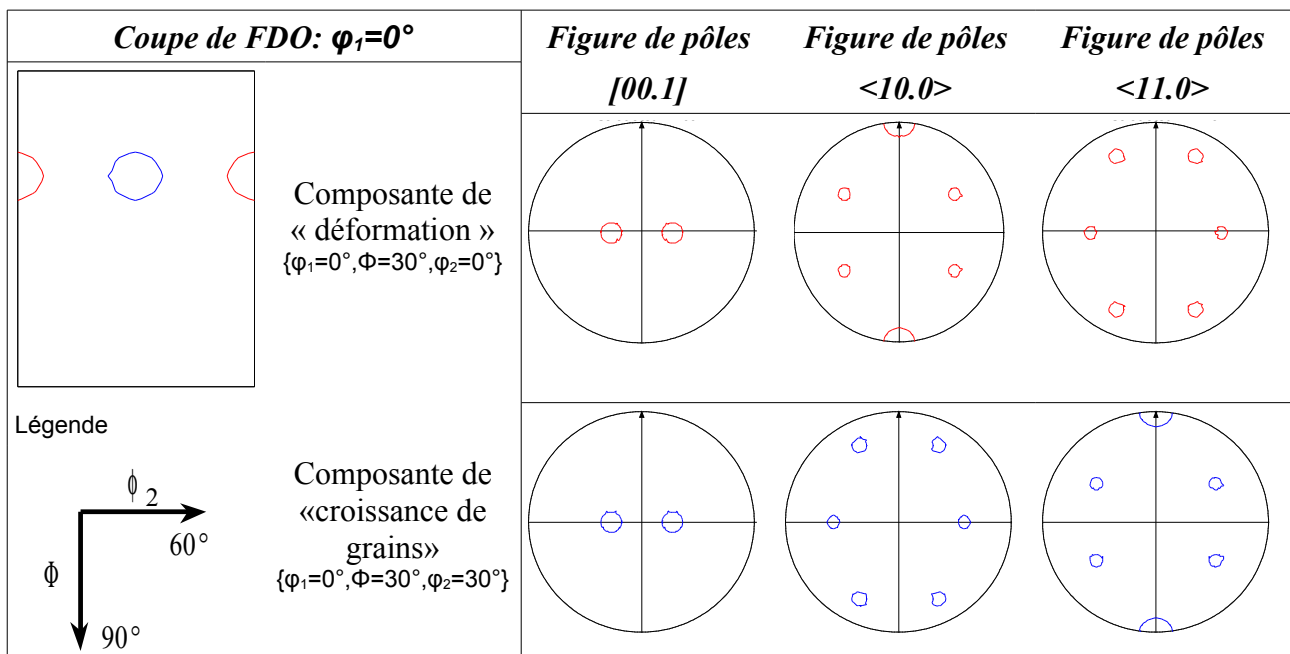 Coupe de FDO: φ₁=0°
Figure de pôles
[00.1]
Figure de pôles
<10.0>
Figure de pôles
<11.0>
Composante de
« déformation »
{φ₁=0°,Φ=30°,φ₂=0°}
Légende
ϕ 2
60°
Φ
90°
Composante de
«croissance de
grains»
{φ₁=0°,Φ=30°,φ₂=30°}